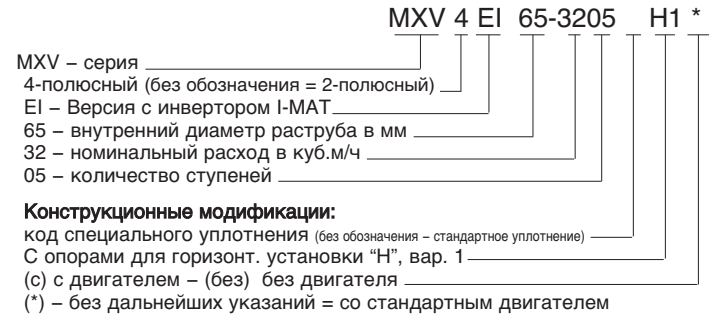 MXV 4 EI 65-3205 H1 *
MXV – серия
4-полюсный (без обозначения = 2-полюсный)
EI – Версия с инвертором I-MAT
65 – внутренний диаметр раструба в мм
32 – номинальный расход в куб.м/ч
05 – количество ступеней
Конструкционные модификации:
код специального уплотнения (без обозначения – стандартное уплотнение)
С опорами для горизонт. установки “Н”, вар. 1
(с) с двигателем – (без) без двигателя
(*) – без дальнейших указаний = со стандартным двигателем